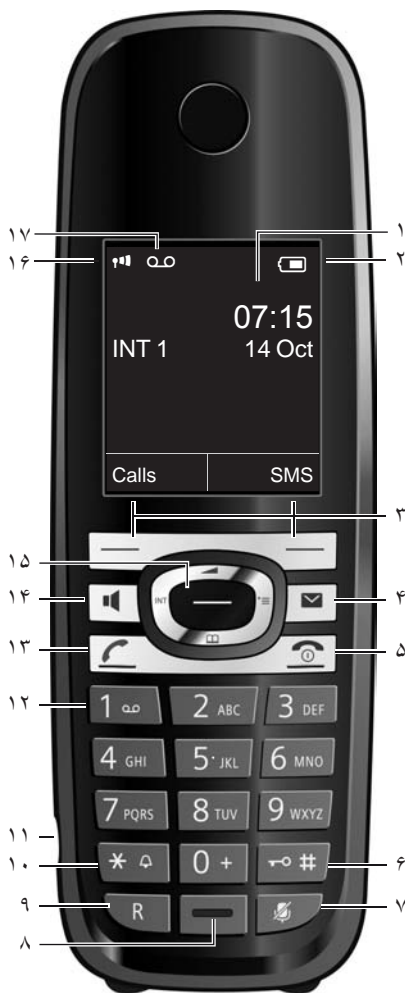 ۱۷ ۱
۱۶ ۲
07:15
INT 1 14 Oct
Calls SMS
۳
۱۵
۱۴ INT ۴
۱۳ ۵
۱۲ 1 2 ABC 3 DEF
4 GHI 5 JKL 6 MNO
7 PQRS 8 TUV 9 WXYZ
۱۱
۱۰ * 0 + # ۶
۹ R ۷
۸